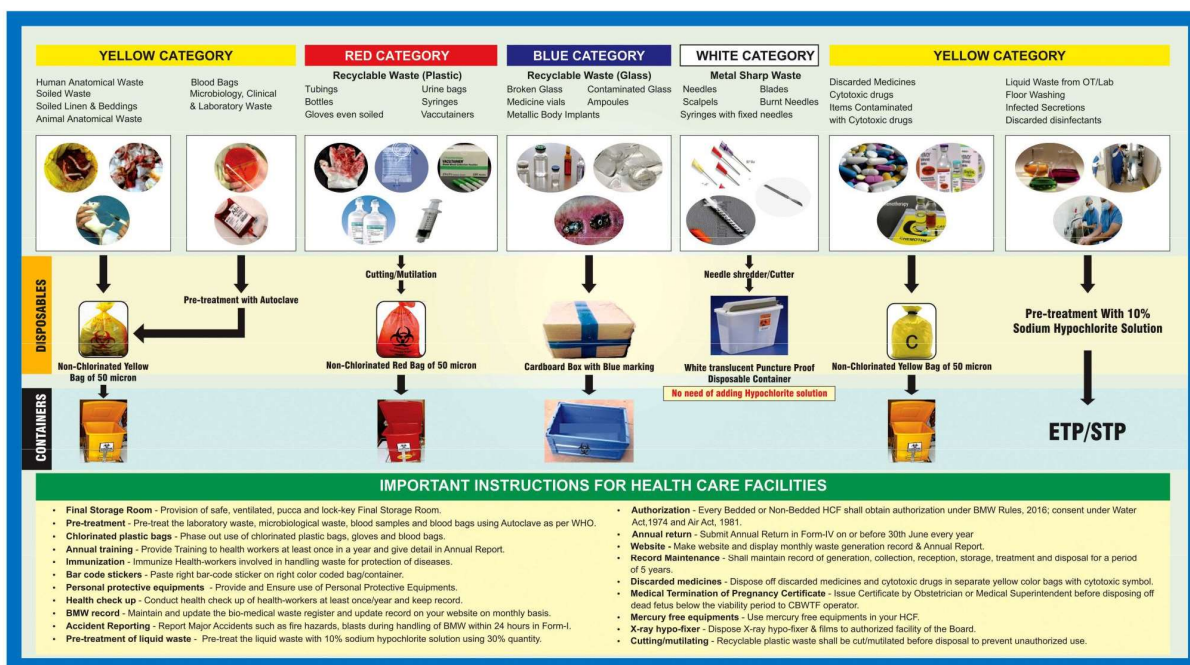 YELLOW CATEGORY
Human Anatomical Waste
Soiled Waste
Soiled Linen & Beddings
Animal Anatomical Waste
Blood Bags
Microbiology, Clinical
& Laboratory Waste
RED CATEGORY
Recyclable Waste (Plastic)
Tubings
Bottles
Gloves even soiled
Urine bags
Syringes
Vaccutainers
BLUE CATEGORY
Recyclable Waste (Glass)
Broken Glass
Medicine vials
Metallic Body Implants
Contaminated Glass
Ampoules
WHITE CATEGORY
Metal Sharp Waste
Needles
Scalpels
Syringes with fixed needles
Blades
Burnt Needles
YELLOW CATEGORY
Discarded Medicines
Cytotoxic drugs
Items Contaminated
with Cytotoxic drugs
Liquid Waste from OT/Lab
Floor Washing
Infected Secretions
Discarded disinfectants
DISPOSABLES
Pre-treatment with Autoclave
Non-Chlorinated Yellow
Bag of 50 micron
Cutting/Mutilation
Non-Chlorinated Red Bag of 50 micron
Cardboard Box with Blue marking
Needle shredder/Cutter
White translucent Puncture Proof
Disposable Container
No need of adding Hypochlorite solution
C
Non-Chlorinated Yellow Bag of 50 micron
Pre-treatment With 10%
Sodium Hypochlorite Solution
CONTAINERS
ETP/STP
IMPORTANT INSTRUCTIONS FOR HEALTH CARE FACILITIES
• Final Storage Room - Provision of safe, ventilated, pucca and lock-key Final Storage Room.
• Pre-treatment - Pre-treat the laboratory waste, microbiological waste, blood samples and blood bags using Autoclave as per WHO.
• Chlorinated plastic bags - Phase out use of chlorinated plastic bags, gloves and blood bags.
• Annual training - Provide Training to health workers at least once in a year and give detail in Annual Report.
• Immunization - Immunize Health-workers involved in handling waste for protection of diseases.
• Bar code stickers - Paste right bar-code sticker on right color coded bag/container.
• Personal protective equipments - Provide and Ensure use of Personal Protective Equipments.
• Health check up - Conduct health check up of health-workers at least once/year and keep record.
• BMW record - Maintain and update the bio-medical waste register and update record on your website on monthly basis.
• Accident Reporting - Report Major Accidents such as fire hazards, blasts during handling of BMW within 24 hours in Form-I.
• Pre-treatment of liquid waste - Pre-treat the liquid waste with 10% sodium hypochlorite solution using 30% quantity.
• Authorization - Every Bedded or Non-Bedded HCF shall obtain authorization under BMW Rules, 2016; consent under Water
Act,1974 and Air Act, 1981.
• Annual return - Submit Annual Return in Form-IV on or before 30th June every year
• Website - Make website and display monthly waste generation record & Annual Report.
• Record Maintenance - Shall maintain record of generation, collection, reception, storage, treatment and disposal for a period
of 5 years.
• Discarded medicines - Dispose off discarded medicines and cytotoxic drugs in separate yellow color bags with cytotoxic symbol.
• Medical Termination of Pregnancy Certificate - Issue Certificate by Obstetrician or Medical Superintendent before disposing off
dead fetus below the viability period to CBWTF operator.
• Mercury free equipments - Use mercury free equipments in your HCF.
• X-ray hypo-fixer - Dispose X-ray hypo-fixer & films to authorized facility of the Board.
• Cutting/mutilating - Recyclable plastic waste shall be cut/mutilated before disposal to prevent unauthorized use.